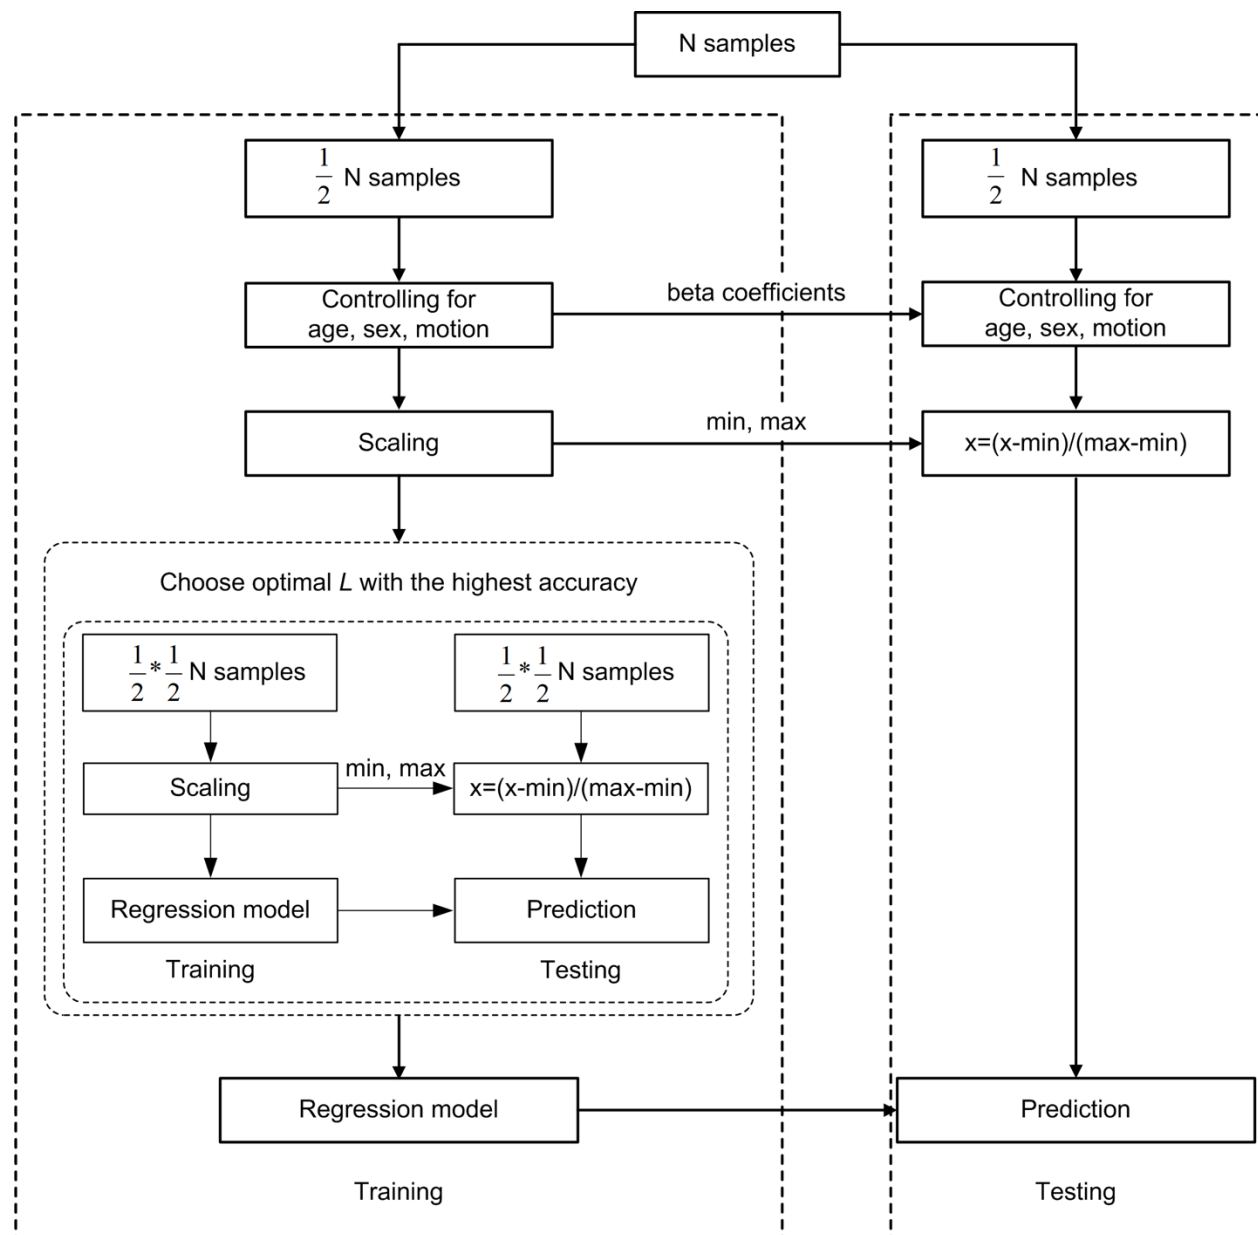 N samples
1/2 N samples
1/2 N samples
Controlling for
age, sex, motion
beta coefficients
Controlling for
age, sex, motion
Scaling
min, max
x=(x-min)/(max-min)
Choose optimal L with the highest accuracy
1/2*1/2 N samples
1/2*1/2 N samples
Scaling
min, max
x=(x-min)/(max-min)
Regression model
Prediction
Training
Testing
Regression model
Prediction
Training
Testing